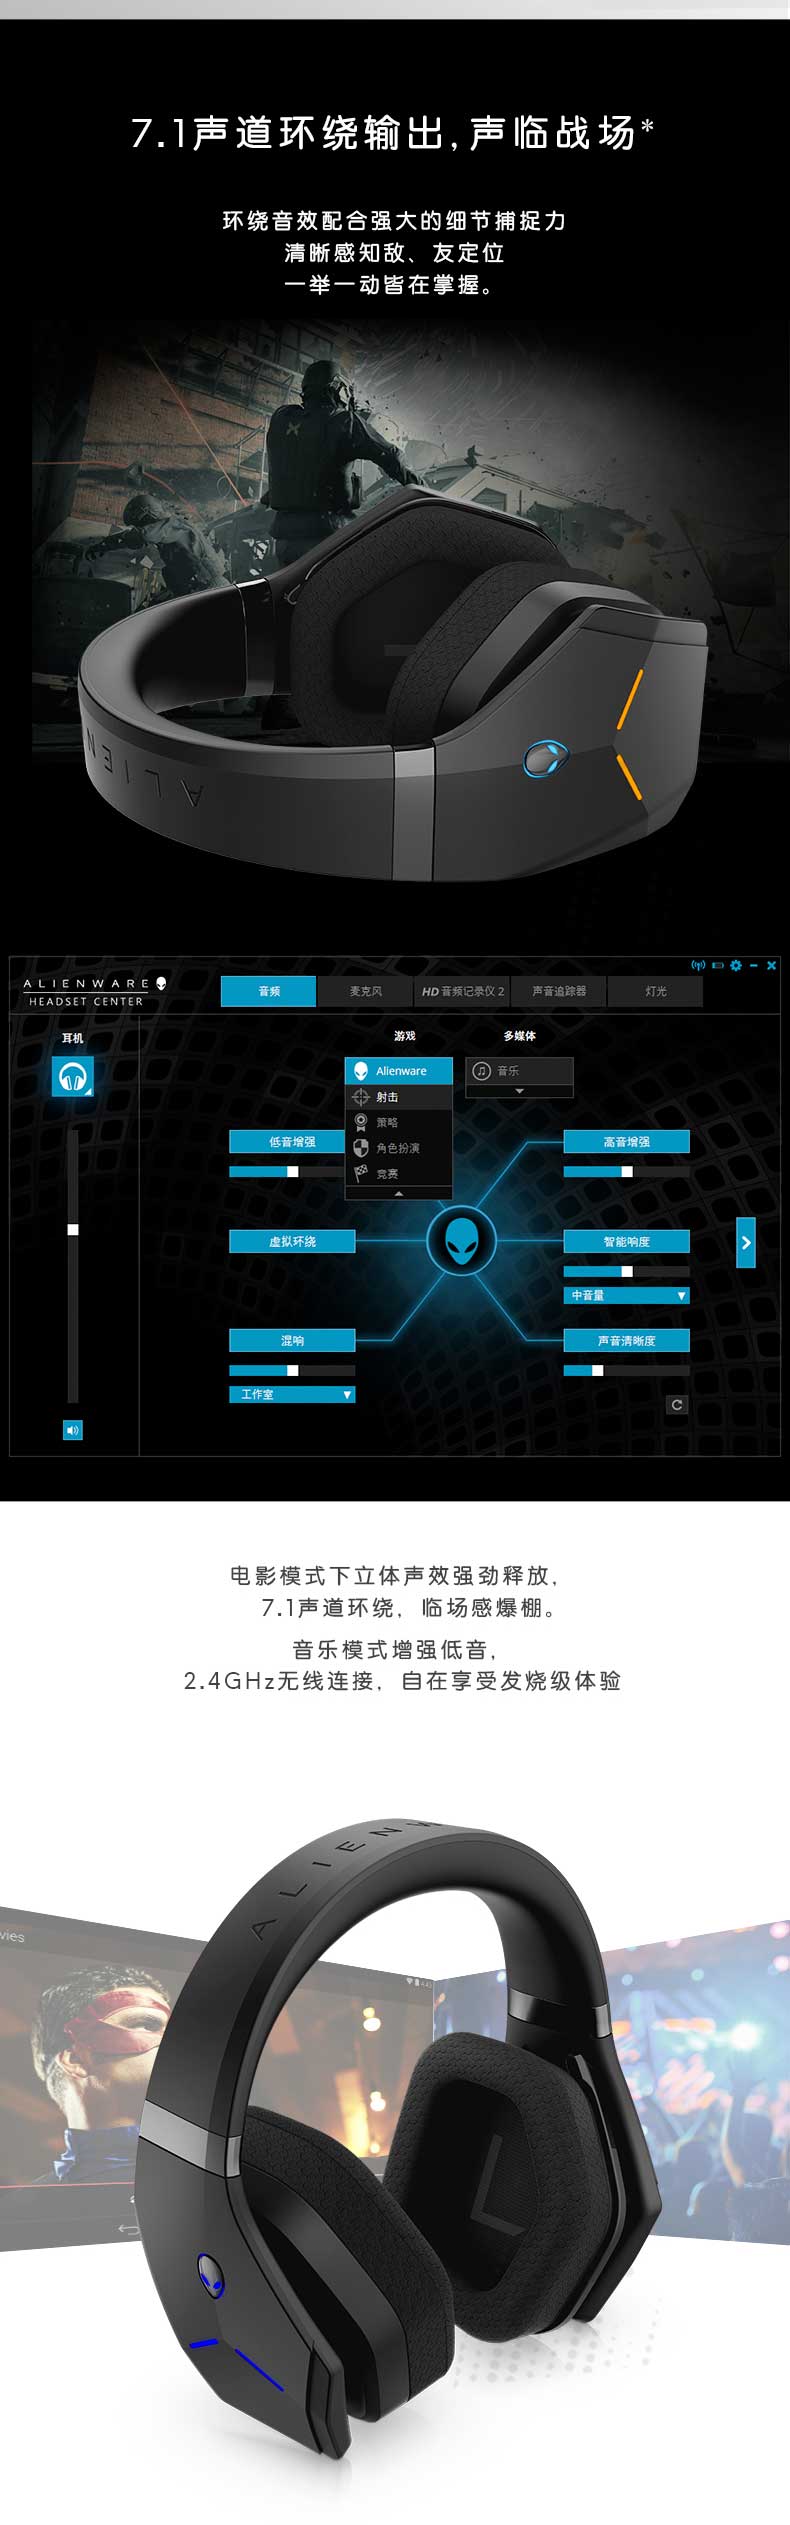 7.1声道环绕输出,声临战场*
环绕音效配合强大的细节捕捉力
清晰感知敌、友定位
一举一动皆在掌握。
ALIEN
ALIENWARE
HEADSET CENTER
音频
麦克风
HD 音频记录仪 2
声音追踪器
灯光
耳机
游戏
多媒体
Alienware
音乐
射击
策略
角色扮演
竞赛
低音增强
高音增强
虚拟环绕
智能响度
中音量
混响
声音清晰度
工作室
电影模式下立体声效强劲释放,
7.1声道环绕, 临场感爆棚。
音乐模式增强低音,
2.4GHz无线连接, 自在享受发烧级体验
ALIENW
vies
4:43
L